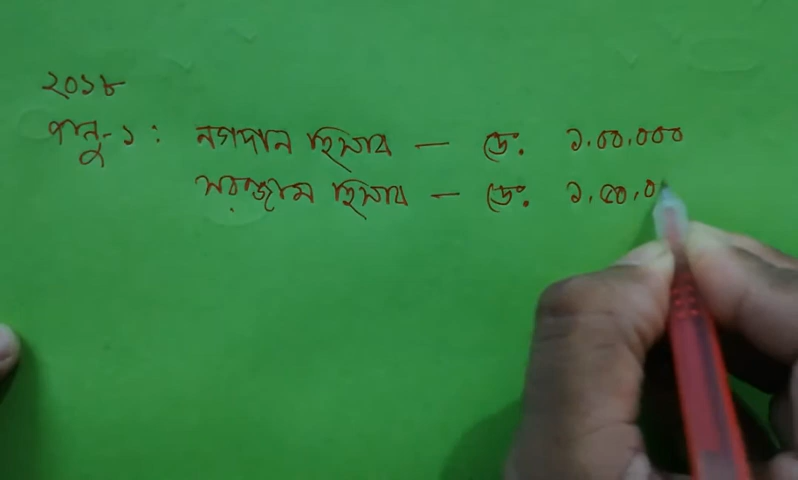 ২০১৮
জানু-১: নগদান হিসাব — ডেঃ ১,০০,০০০
সরঞ্জাম হিসাব — ডেঃ ১,৫০,০